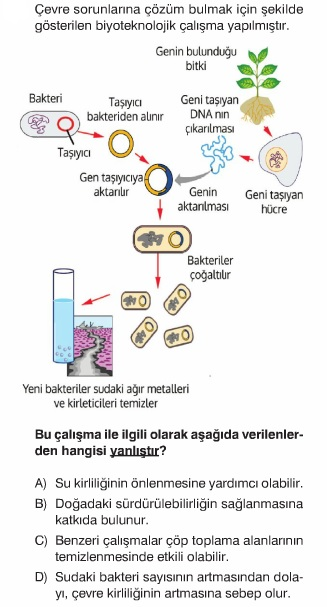 Çevre sorunlarına çözüm bulmak için şekilde
gösterilen biyoteknolojik çalışma yapılmıştır.
Genin bulunduğu
bitki
Bakteri
Taşıyıcı
bakteriden alınır
Geni taşıyan
DNA nın
çıkarılması
Taşıyıcı
Gen taşıyıcıya
aktarılır
Genin
aktarılması
Geni taşıyan
hücre
Bakteriler
çoğaltılır
Yeni bakteriler sudaki ağır metalleri
ve kirleticileri temizler
Bu çalışma ile ilgili olarak aşağıda verilenler-
den hangisi yanlıştır?
A) Su kirliliğinin önlenmesine yardımcı olabilir.
B) Doğadaki sürdürülebilirliğin sağlanmasına
katkıda bulunur.
C) Benzeri çalışmalar çöp toplama alanlarının
temizlenmesinde etkili olabilir.
D) Sudaki bakteri sayısının artmasından dola-
yı, çevre kirliliğinin artmasına sebep olur.